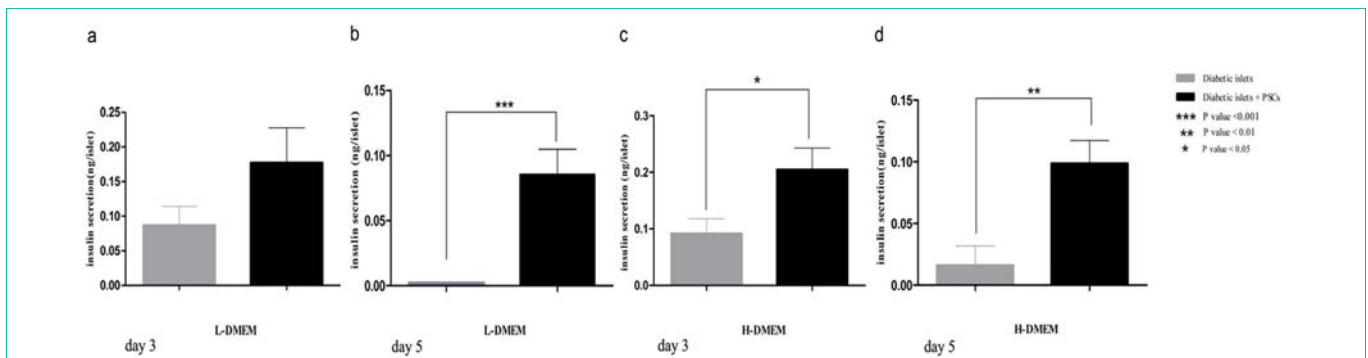 a
b
c
d
insulin secretion(ng/islet)
0.25
0.20
0.15
0.10
0.05
0.00
L-DMEM
day 3
insulin secretion (ng/islet)
0.15
0.10
0.05
0.00
***
L-DMEM
day 5
insulin secretion (ng/islet)
0.3
0.2
0.1
0.0
*
H-DMEM
day 3
insulin secretion(ng/islet)
0.15
0.10
0.05
0.00
**
H-DMEM
day 5
Diabetic islets
Diabetic islets + PSCs
*** P value <0.001
** P value < 0.01
* P value < 0.05